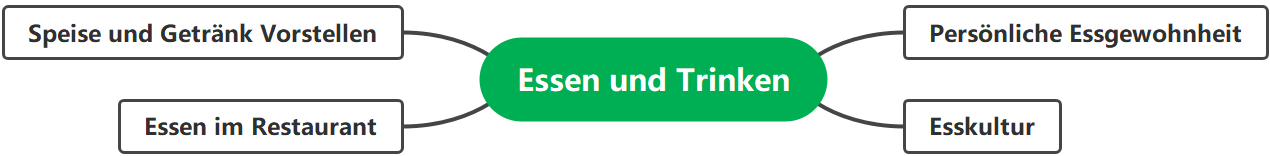 Speise und Getränk Vorstellen
Essen im Restaurant
Essen und Trinken
Persönliche Essgewohnheit
Esskultur